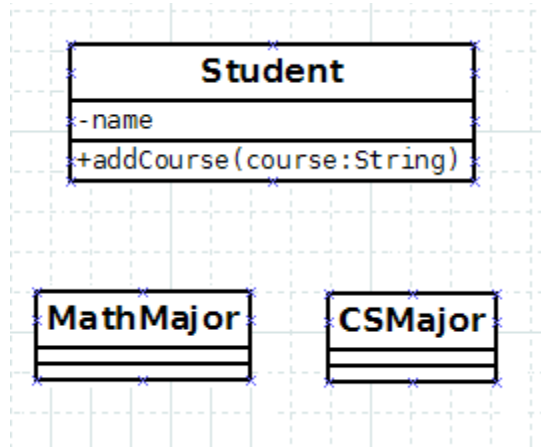 Student
-name
+addCourse(course:String)
MathMajor
CSMajor